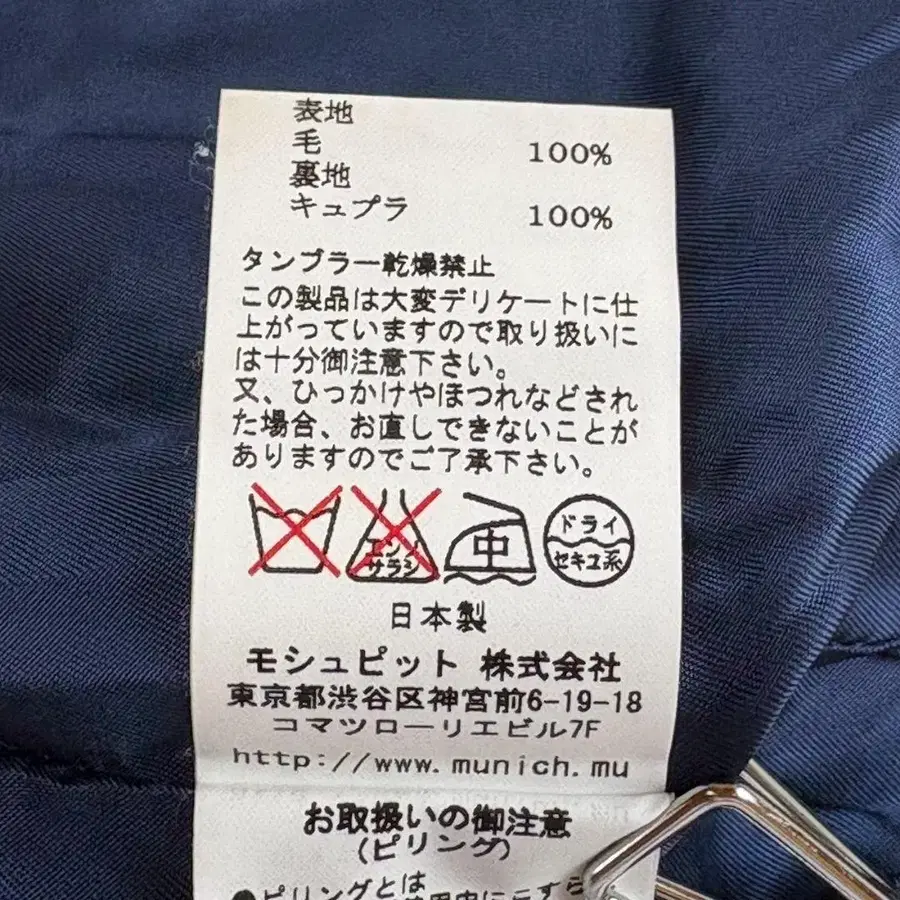 表地
毛 100%
裏地
キュプラ 100%
タンブラー乾燥禁止
この製品は大変デリケートに仕
上がっていますので取り扱いに
は十分御注意下さい。
又、ひっかけやほつれなどされ
た場合、お直しできないことが
ありますのでご了承下さい。
エンソ
サラシ
中
ドライ
セキユ系
日本製
モシュピット 株式会社
東京都渋谷区神宮前6-19-18
コマツローリエビル7F
http://www.munich.mu
お取扱いの御注意
(ピリング)
●ピリングとは